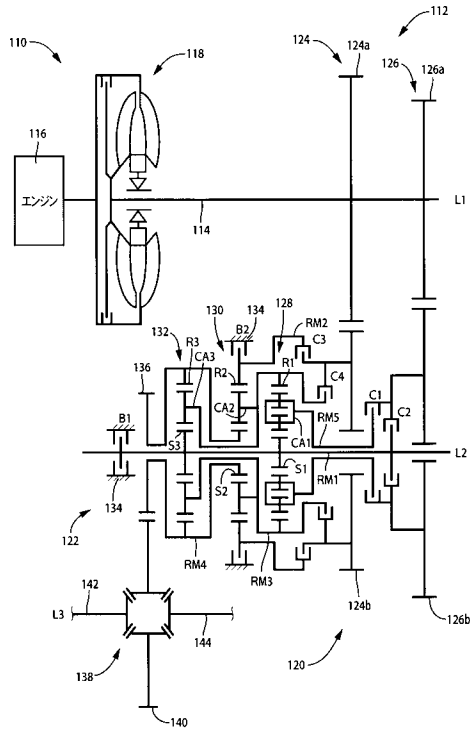 112
124 124a
110 118 126 126a
116
エンジン
L1
114
134
130 B2 128 RM2
132 C3
R3
136 CA3 R2 R1 C4
C1
B1 CA2 RM5 C2
S3 CA1
L2
S1 RM1
134 S2
122
RM4 RM3
142
L3 144 124b
126b
138 120
140